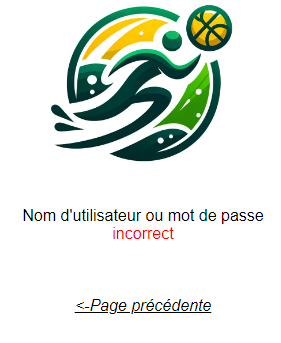 Nom d'utilisateur ou mot de passe
incorrect
<-Page précédente